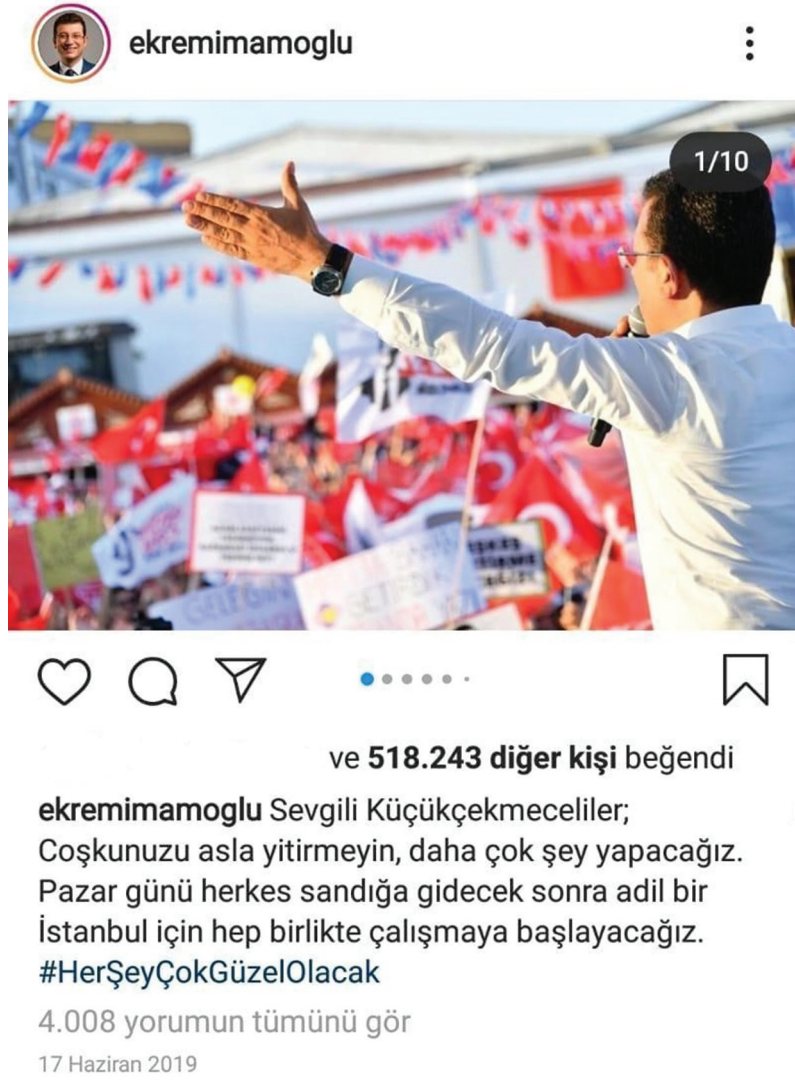 ekremimamoglu
1/10
ve 518.243 diğer kişi beğendi
ekremimamoglu Sevgili Küçükçekmeceliler;
Coşkunuzu asla yitirmeyin, daha çok şey yapacağız.
Pazar günü herkes sandığa gidecek sonra adil bir
İstanbul için hep birlikte çalışmaya başlayacağız.
#HerŞeyÇokGüzelOlacak
4.008 yorumun tümünü gör
17 Haziran 2019